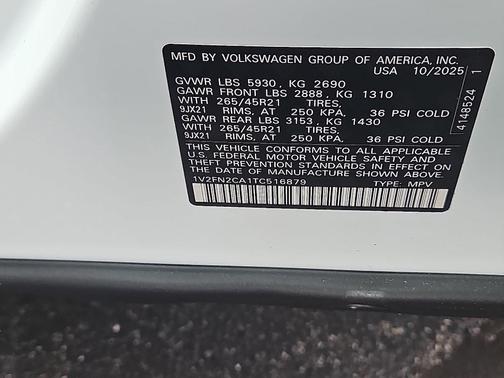 MFD BY VOLKSWAGEN GROUP OF AMERICA, INC.
USA 10/2025
GVWR LBS 5930, KG 2690
GAWR FRONT LBS 2888, KG 1310
WITH 265/45R21 TIRES,
9JX21 RIMS, AT 250 KPA, 36 PSI COLD
GAWR REAR LBS 3153, KG 1430
WITH 265/45R21 TIRES,
9JX21 RIMS, AT 250 KPA, 36 PSI COLD
THIS VEHICLE CONFORMS TO ALL APPLICABLE
U.S. FEDERAL MOTOR VEHICLE SAFETY AND
THEFT PREVENTION STANDARDS IN EFFECT ON
THE DATE OF MANUFACTURE SHOWN ABOVE.
1V2FN2CA1TC516879 TYPE: MPV
4148524 1